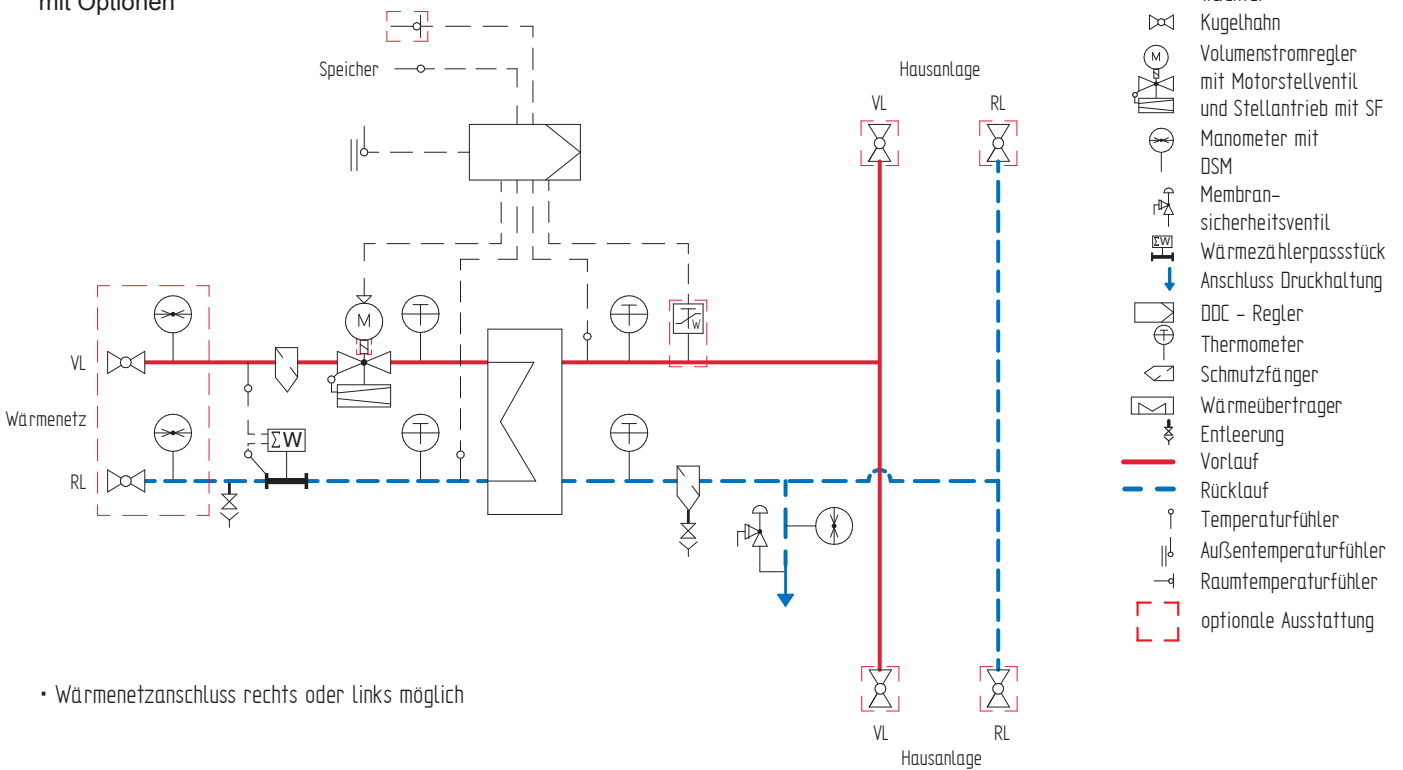 mit Optionen
Speicher
Hausanlage
VL
RL
M
VL
Wärmenetz
RL
ΣW
W
VL
RL
Hausanlage
• Wärmenetzanschluss rechts oder links möglich
Kugelhahn
M
Volumenstromregler
mit Motorstellventil
und Stellantrieb mit SF
Manometer mit
DSM
Membran-
sicherheitsventil
ΣW
Wärmezählerpassstück
Anschluss Druckhaltung
DDC - Regler
Thermometer
Schmutzfänger
Wärmeübertrager
Entleerung
Vorlauf
Rücklauf
Temperaturfühler
Außentemperaturfühler
Raumtemperaturfühler
optionale Ausstattung